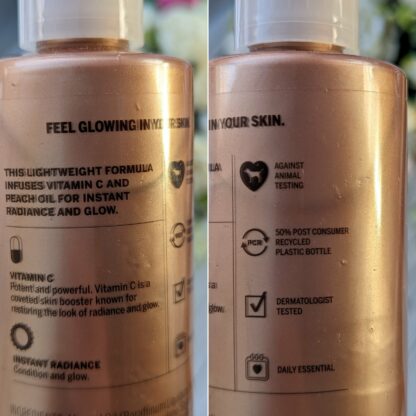 FEEL GLOWING IN YOUR SKIN.
THIS LIGHTWEIGHT FORMULA
INFUSES VITAMIN C AND
PEACH OIL FOR INSTANT
RADIANCE AND GLOW.
VITAMIN C
Potent and powerful. Vitamin C is a
coveted skin booster known for
restoring the look of radiance and glow.
INSTANT RADIANCE
Condition and glow.
IN YOUR SKIN.
AGAINST
ANIMAL
TESTING
PCR
50% POST CONSUMER
RECYCLED
PLASTIC BOTTLE
DERMATOLOGIST
TESTED
DAILY ESSENTIAL